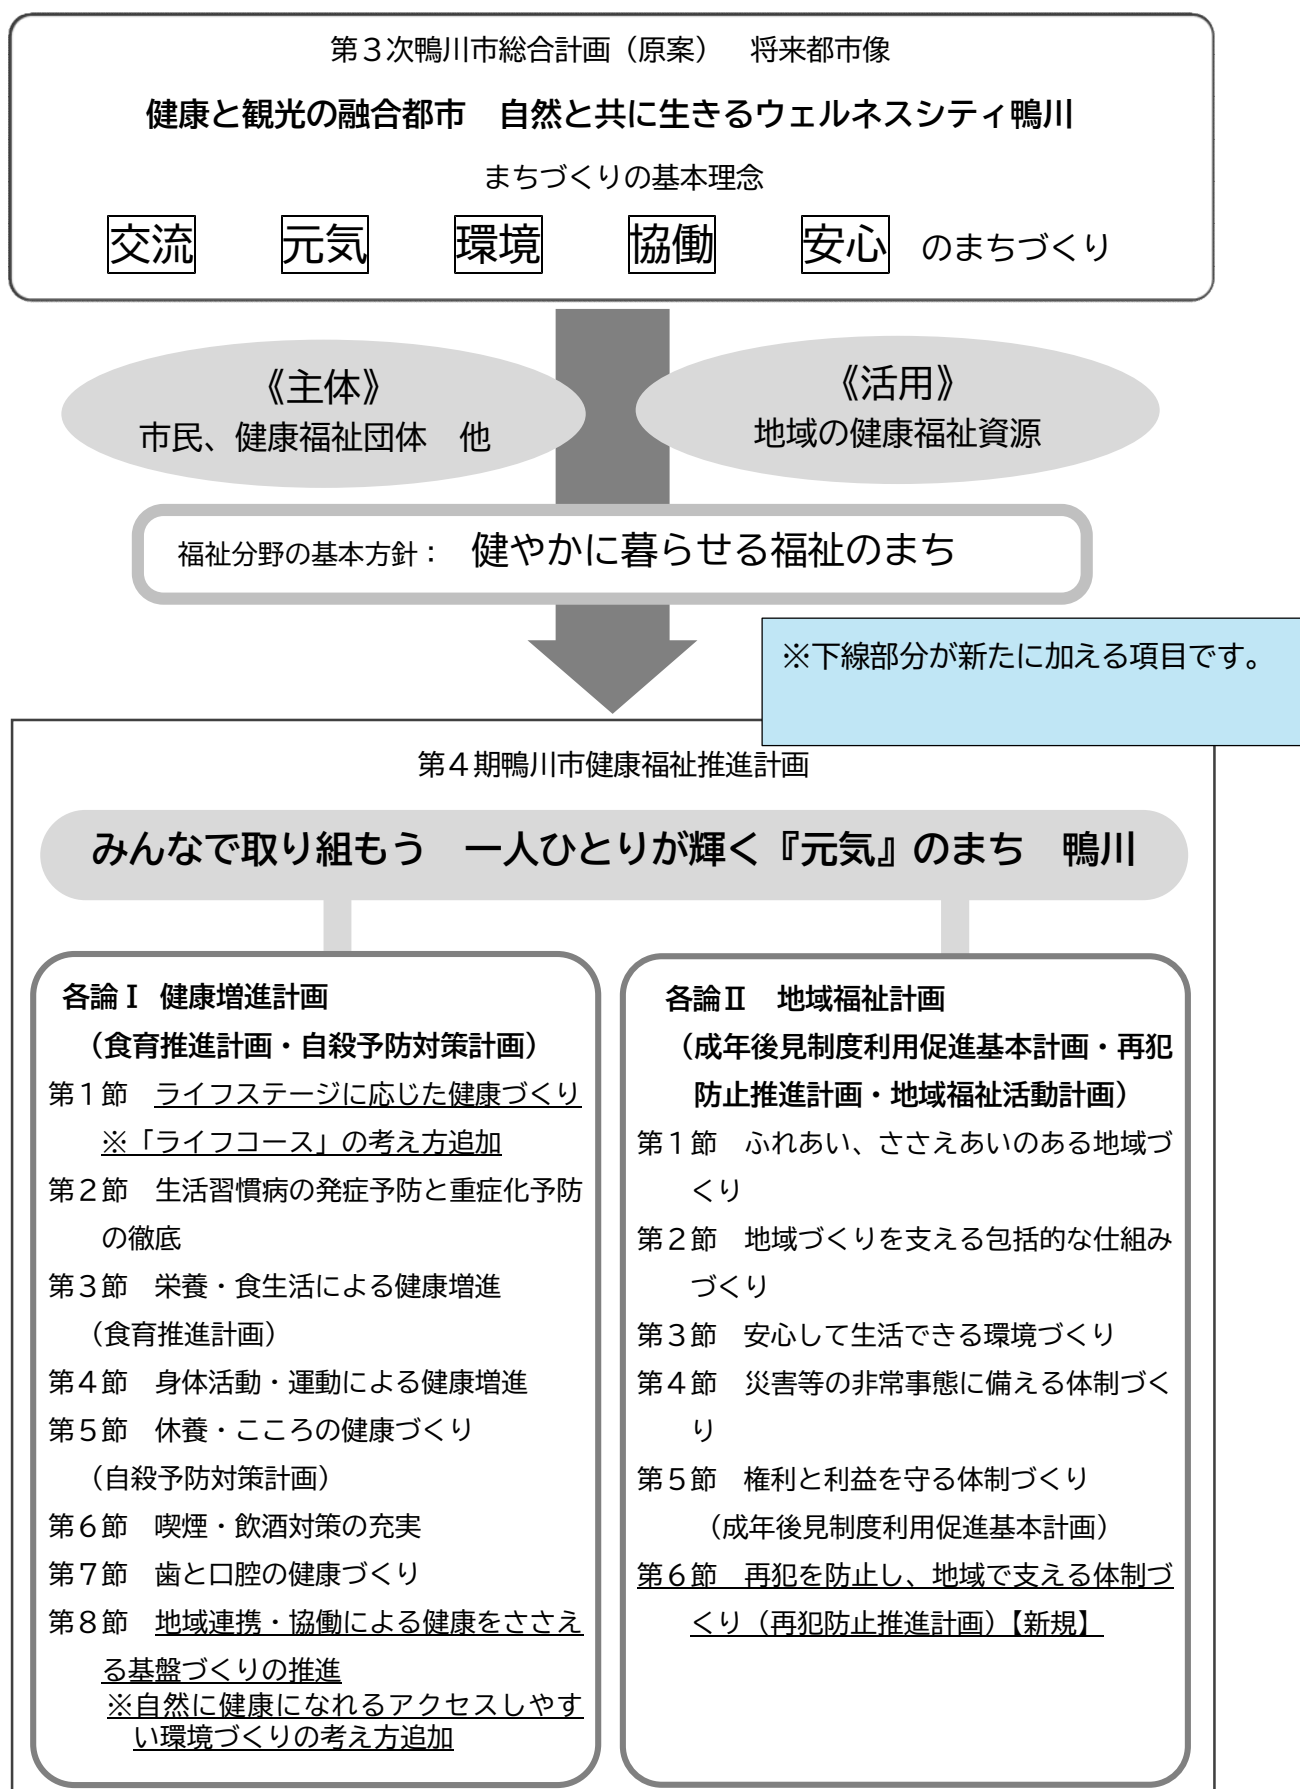 第３次鴨川市総合計画（原案）　将来都市像
健康と観光の融合都市　自然と共に生きるウェルネスシティ鴨川
まちづくりの基本理念
交流　元気　環境　協働　安心　のまちづくり
《主体》
市民、健康福祉団体　他
《活用》
地域の健康福祉資源
福祉分野の基本方針：　健やかに暮らせる福祉のまち
※下線部分が新たに加える項目です。
第４期鴨川市健康福祉推進計画
みんなで取り組もう　一人ひとりが輝く『元気』のまち　鴨川
各論Ⅰ 健康増進計画
（食育推進計画・自殺予防対策計画）
第１節　ライフステージに応じた健康づくり
※「ライフコース」の考え方追加
第２節　生活習慣病の発症予防と重症化予防
の徹底
第３節　栄養・食生活による健康増進
（食育推進計画）
第４節　身体活動・運動による健康増進
第５節　休養・こころの健康づくり
（自殺予防対策計画）
第６節　喫煙・飲酒対策の充実
第７節　歯と口腔の健康づくり
第８節　地域連携・協働による健康をささえ
る基盤づくりの推進
※自然に健康になれるアクセスしやす
い環境づくりの考え方追加
各論Ⅱ　地域福祉計画
（成年後見制度利用促進基本計画・再犯
防止推進計画・地域福祉活動計画）
第１節　ふれあい、ささえあいのある地域づ
くり
第２節　地域づくりを支える包括的な仕組み
づくり
第３節　安心して生活できる環境づくり
第４節　災害等の非常事態に備える体制づく
り
第５節　権利と利益を守る体制づくり
（成年後見制度利用促進基本計画）
第６節　再犯を防止し、地域で支える体制づ
くり（再犯防止推進計画）【新規】